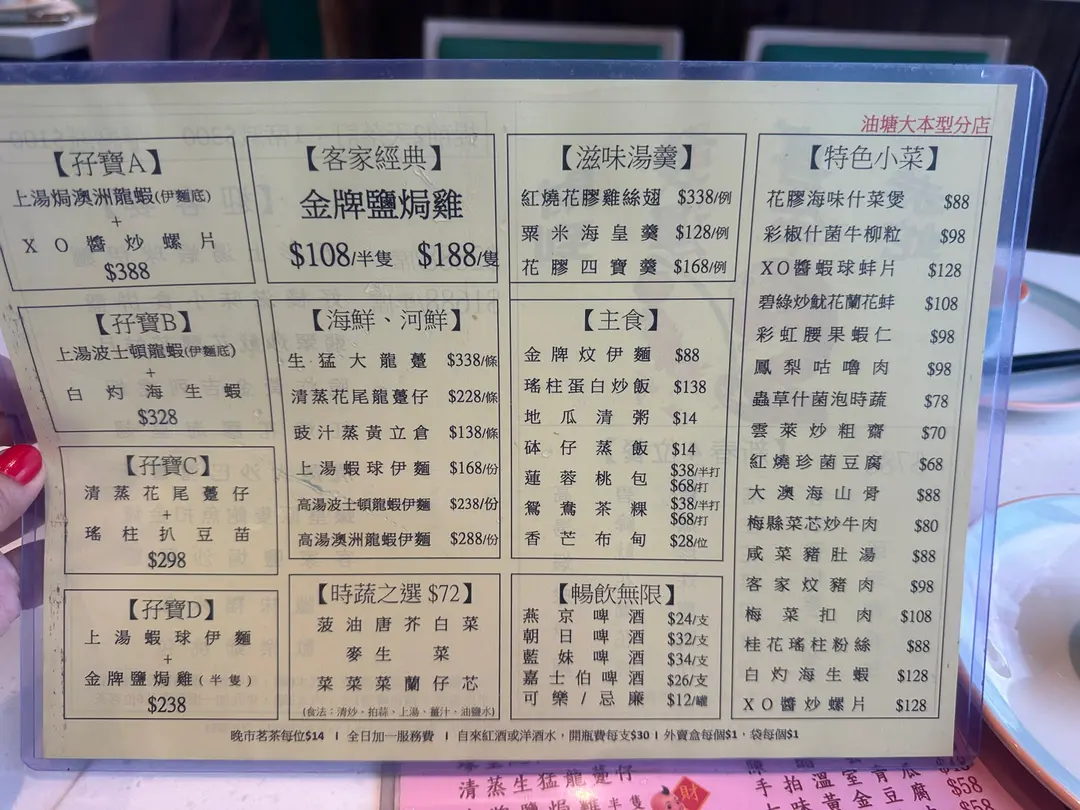 油塘大本型分店
【孖寶A】
上湯焗澳洲龍蝦(伊麵底)
+
XO醬炒螺片
$388
【孖寶B】
上湯波士頓龍蝦(伊麵底)
+
白灼海生蝦
$328
【孖寶C】
清蒸花尾躉仔
+
瑤柱扒豆苗
$298
【孖寶D】
上湯蝦球伊麵
+
金牌鹽焗雞(半隻)
$238
【客家經典】
金牌鹽焗雞
$108/半隻 $188/隻
【海鮮、河鮮】
生猛大龍躉 $338/條
清蒸花尾龍躉仔 $228/條
豉汁蒸黃立倉 $138/條
上湯蝦球伊麵 $168/份
高湯波士頓龍蝦伊麵 $238/份
高湯澳洲龍蝦伊麵 $288/份
【時蔬之選 $72】
菠油唐芥白菜
麥生菜
菜菜菜蘭仔芯
(食法：清炒、拍蒜、上湯、薑汁、油鹽水)
【滋味湯羹】
紅燒花膠雞絲翅 $338/例
粟米海皇羹 $128/例
花膠四寶羹 $168/例
【主食】
金牌炆伊麵 $88
瑤柱蛋白炒飯 $138
地瓜清粥 $14
砵仔蒸飯 $14
蓮蓉桃包 $38/半打 $68/打
鴛鴦茶粿 $38/半打 $68/打
香芒布甸 $28/位
【暢飲無限】
燕京啤酒 $24/支
朝日啤酒 $32/支
藍妹啤酒 $34/支
嘉士伯啤酒 $26/支
可樂/忌廉 $12/罐
【特色小菜】
花膠海味什菜煲 $88
彩椒什菌牛柳粒 $98
XO醬蝦球蚌片 $128
碧綠炒魷花蘭花蚌 $108
彩虹腰果蝦仁 $98
鳳梨咕嚕肉 $98
蟲草什菌泡時蔬 $78
雲萊炒粗齋 $70
紅燒珍菌豆腐 $68
大澳海山骨 $88
梅縣菜芯炒牛肉 $80
咸菜豬肚湯 $88
客家炆豬肉 $98
梅菜扣肉 $108
桂花瑤柱粉絲 $88
白灼海生蝦 $128
XO醬炒螺片 $128
晚市茗茶每位$14 | 全日加一服務費 | 自來紅酒或洋酒水，開瓶費每支$30 | 外賣盒每個$1，袋每個$1
清蒸生猛龍躉仔
鹽焗雞半隻
財
手拍溫室青瓜 $48
味黃金豆腐 $58